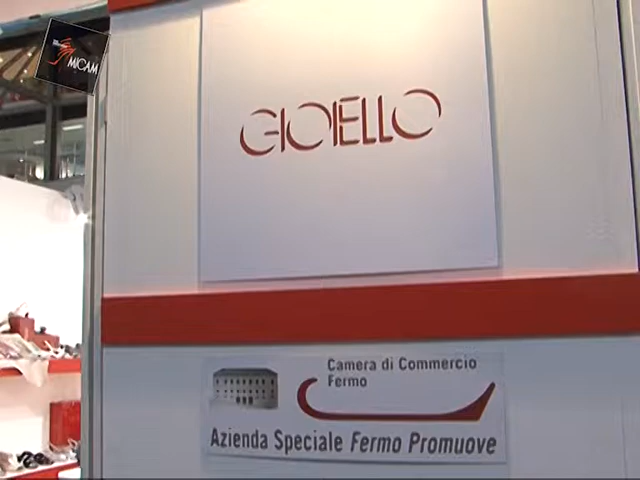 MICAM
GIOIELLO
Camera di Commercio
Fermo
Azienda Speciale Fermo Promuove